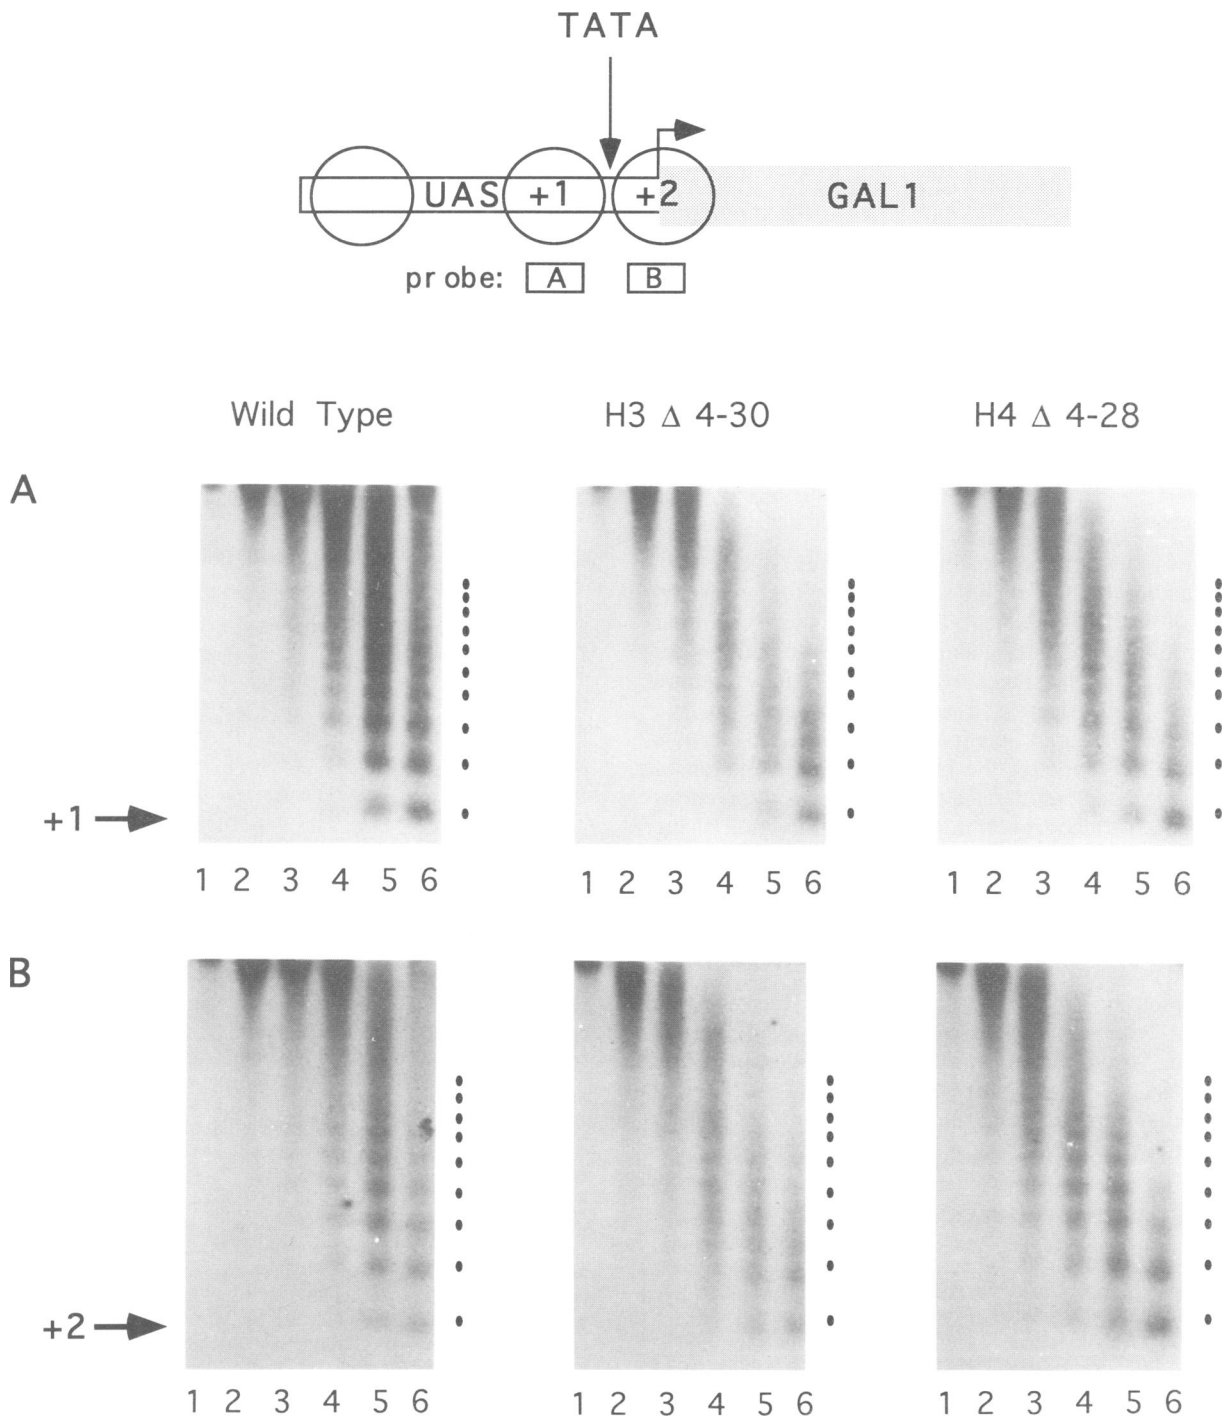 TATA
UAS +1 +2 GAL1
probe: A B
Wild Type H3 Δ 4-30 H4 Δ 4-28
A
+1
1 2 3 4 5 6 1 2 3 4 5 6 1 2 3 4 5 6
B
+2
1 2 3 4 5 6 1 2 3 4 5 6 1 2 3 4 5 6